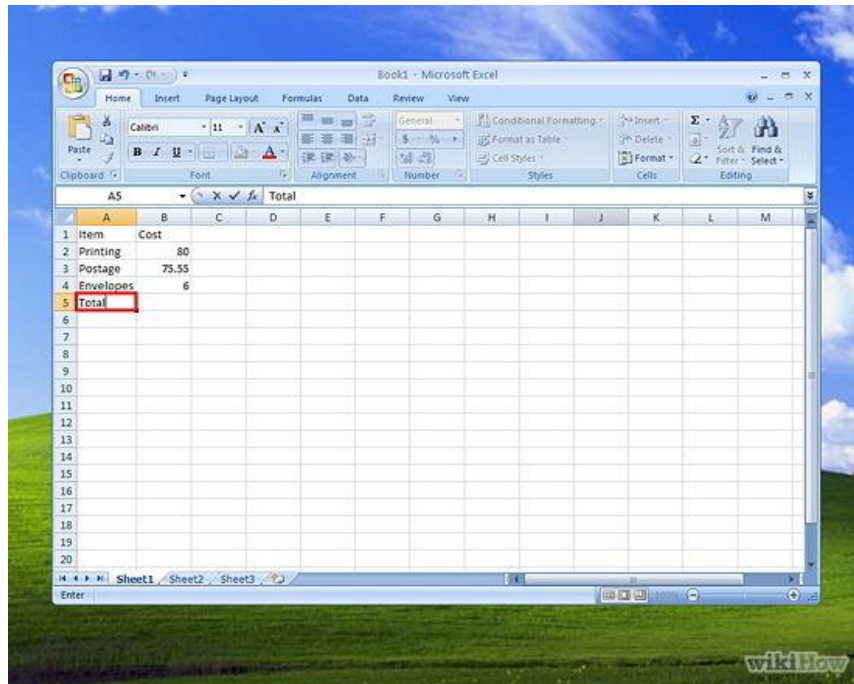 Book1 - Microsoft Excel
Home Insert Page Layout Formulas Data Review View
Paste
Calibri 11
A A
General
Conditional Formatting
Insert
Σ
B I U
A
$ % ,
Format as Table
Delete
Sort & Filter
Find & Select
Cell Styles
Format
Clipboard Font Alignment Number Styles Cells Editing
A5 fx Total
A B C D E F G H I J K L M
1 Item Cost
2 Printing 80
3 Postage 75.55
4 Envelopes 6
5 Total
6
7
8
9
10
11
12
13
14
15
16
17
18
19
20
Sheet1 Sheet2 Sheet3
Enter 100%
wikiHow